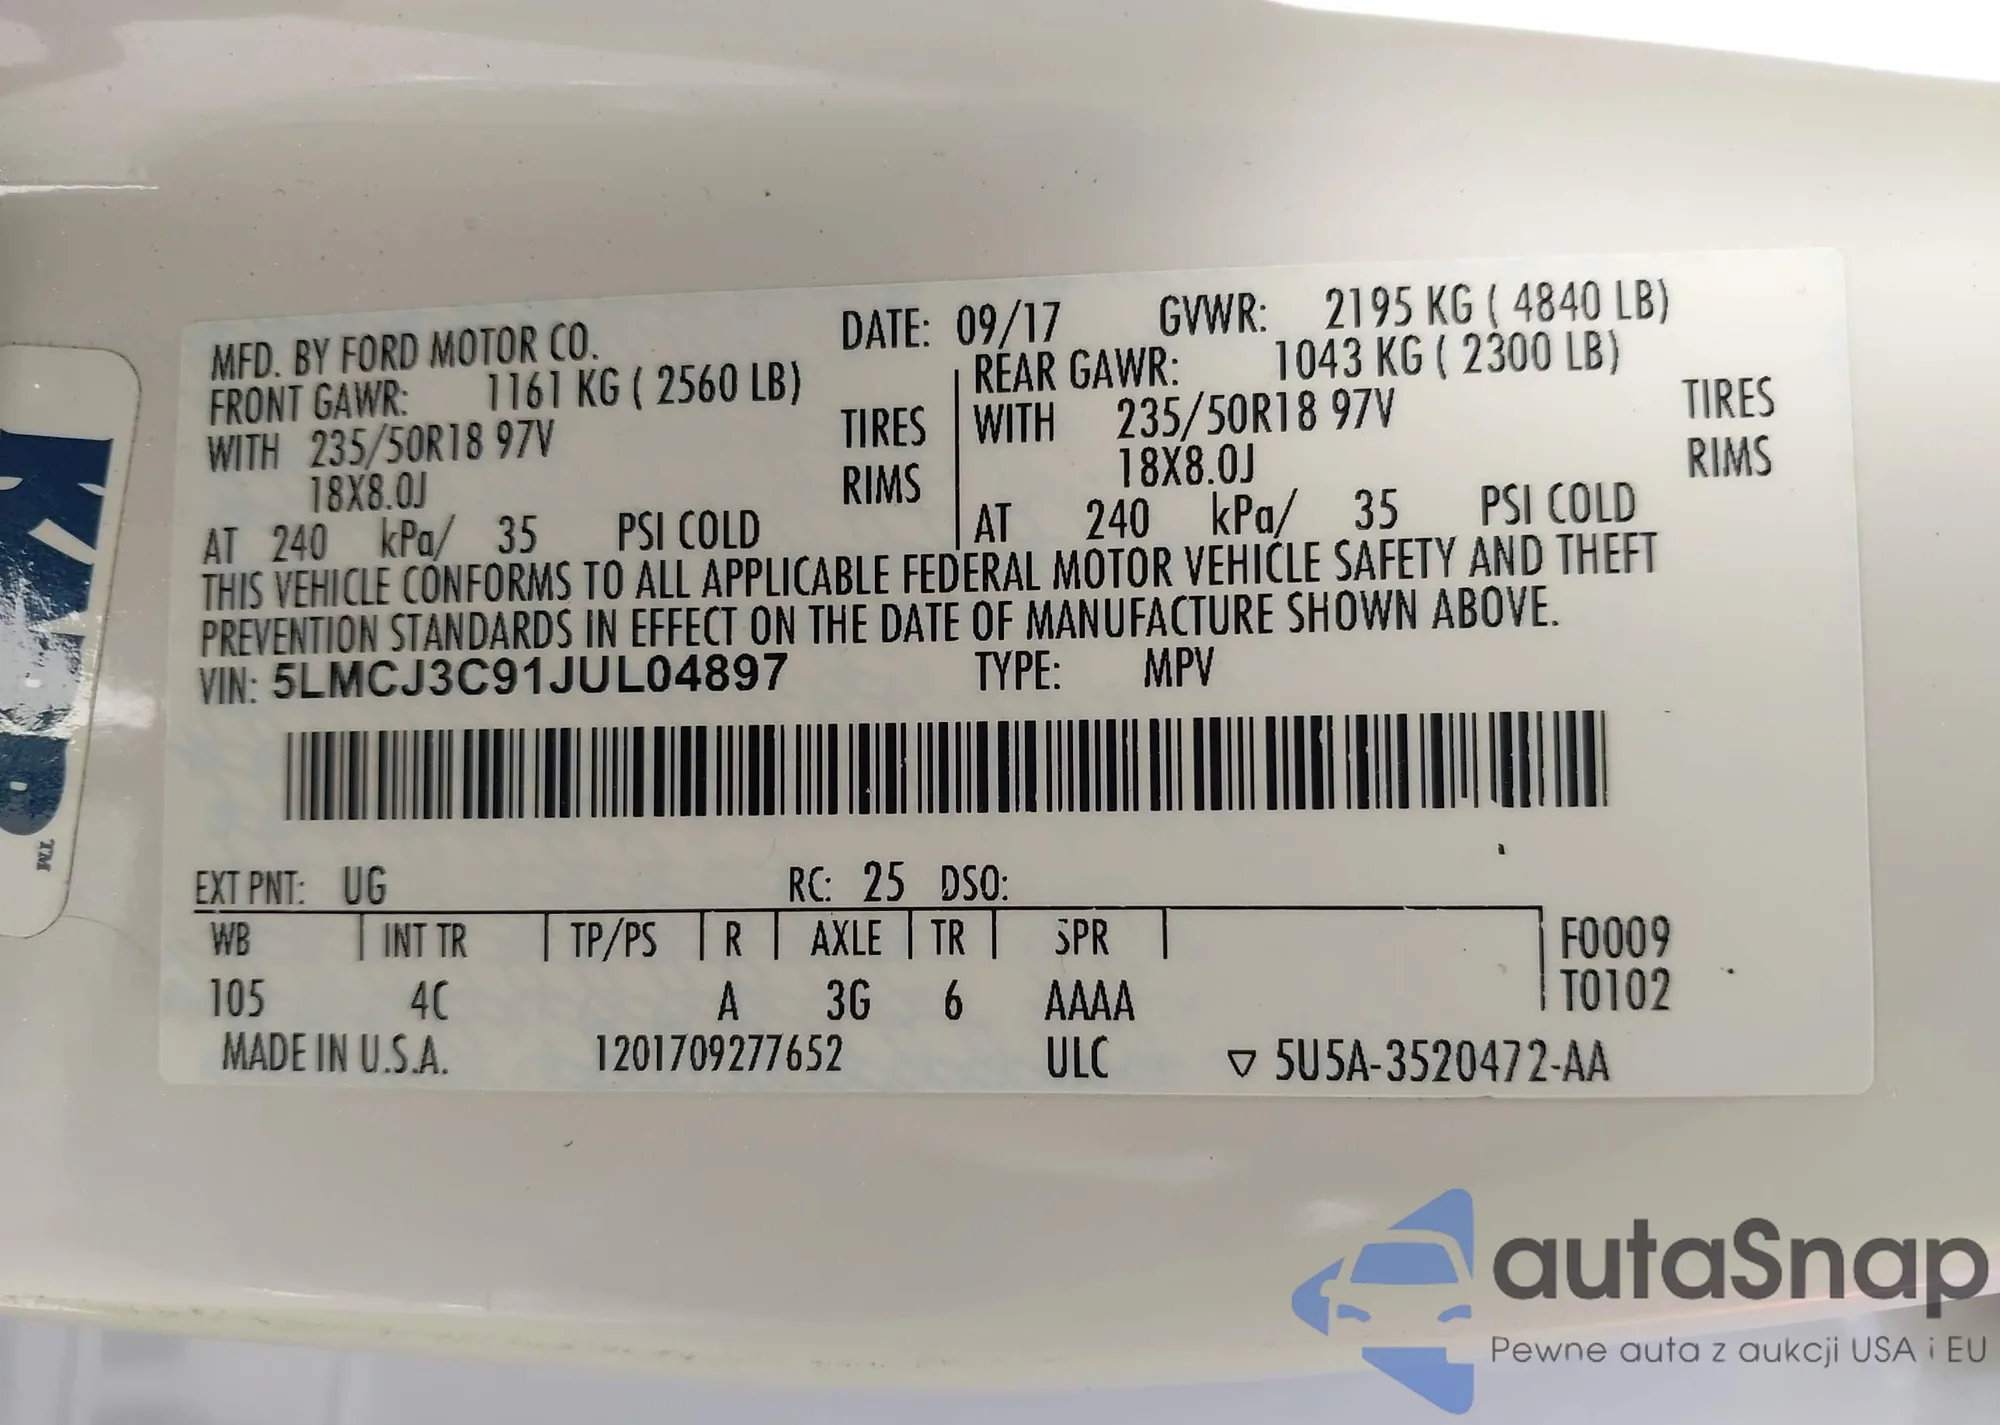 MFD. BY FORD MOTOR CO. DATE: 09/17 GVWR: 2195 KG ( 4840 LB)
FRONT GAWR: 1161 KG ( 2560 LB) REAR GAWR: 1043 KG ( 2300 LB)
WITH 235/50R18 97V TIRES WITH 235/50R18 97V TIRES
18X8.0J RIMS 18X8.0J RIMS
AT 240 kPa/ 35 PSI COLD AT 240 kPa/ 35 PSI COLD
THIS VEHICLE CONFORMS TO ALL APPLICABLE FEDERAL MOTOR VEHICLE SAFETY AND THEFT
PREVENTION STANDARDS IN EFFECT ON THE DATE OF MANUFACTURE SHOWN ABOVE.
VIN: 5LMCJ3C91JUL04897 TYPE: MPV
EXT PNT: UG RC: 25 DSO:
WB INT TR TP/PS R AXLE TR SPR F0009
105 4C A 3G 6 AAAA T0102
MADE IN U.S.A. 1201709277652 ULC ▽ 5U5A-3520472-AA
TM
autaSnap
Pewne auta z aukcji USA i EU